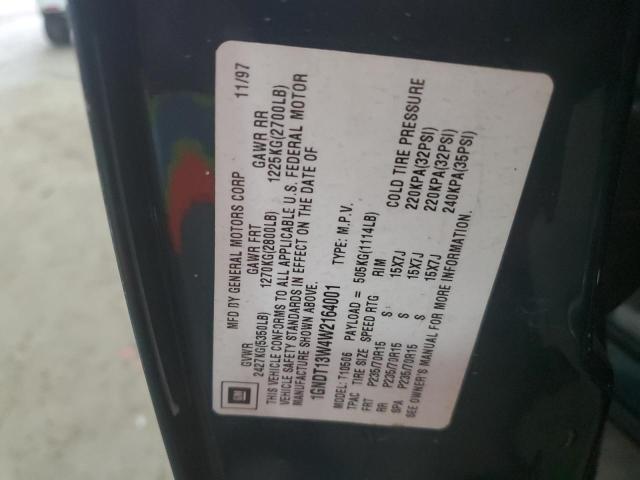 GM
MFD BY GENERAL MOTORS CORP 11/97
GVWR GAWR FRT GAWR RR
2427KG(5350LB) 1270KG(2800LB) 1225KG(2700LB)
THIS VEHICLE CONFORMS TO ALL APPLICABLE U.S. FEDERAL MOTOR
VEHICLE SAFETY STANDARDS IN EFFECT ON THE DATE OF
MANUFACTURE SHOWN ABOVE.
1GNDT13W4W2164001 TYPE: M.P.V.
MODEL: T10506 PAYLOAD = 505KG(1114LB)
TPAC TIRE SIZE SPEED RTG RIM COLD TIRE PRESSURE
FRT P235/70R15 S 15X7J 220KPA(32PSI)
RR P235/70R15 S 15X7J 220KPA(32PSI)
SPA P235/70R15 S 15X7J 240KPA(35PSI)
SEE OWNER'S MANUAL FOR MORE INFORMATION.